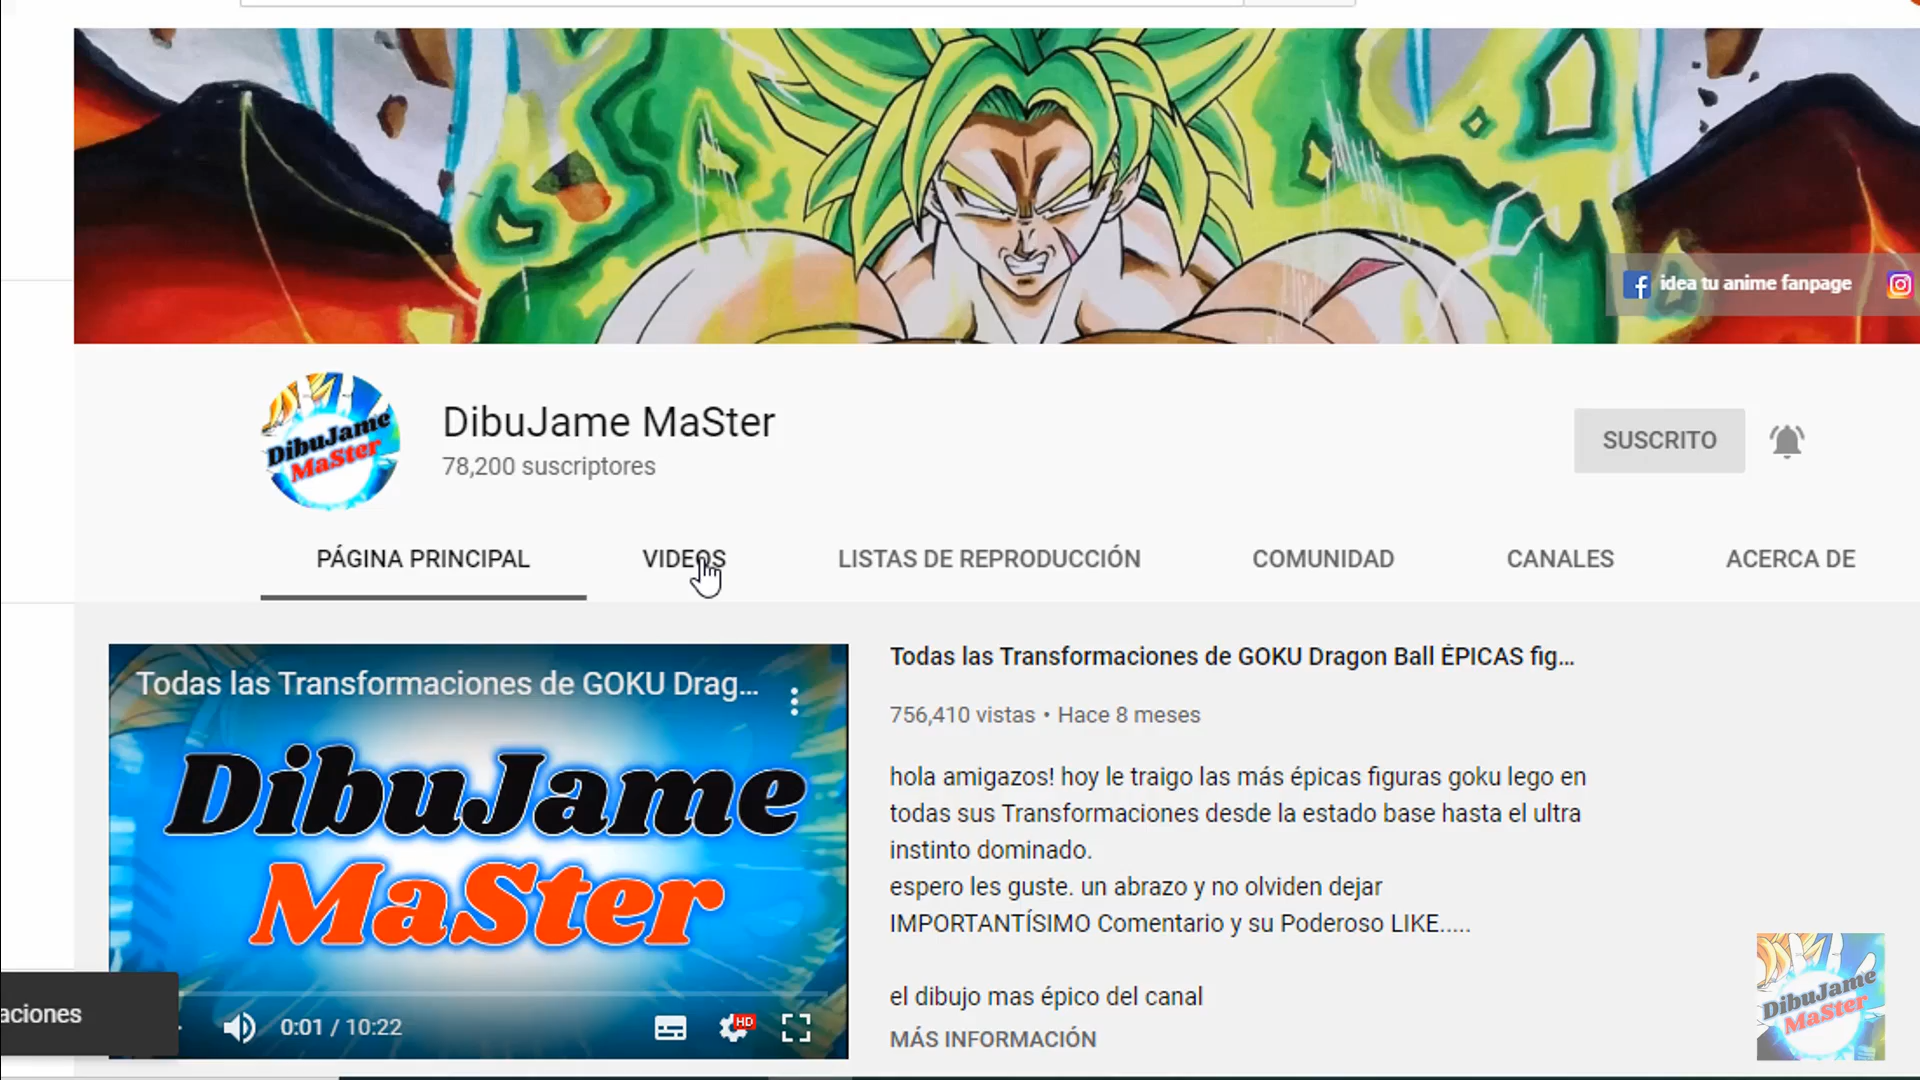 idea tu anime fanpage
DibuJame
MaSter
DibuJame MaSter
78,200 suscriptores
SUSCRITO
PÁGINA PRINCIPAL
VIDEOS
LISTAS DE REPRODUCCIÓN
COMUNIDAD
CANALES
ACERCA DE
Todas las Transformaciones de GOKU Drag...
DibuJame
MaSter
0:01 / 10:22
HD
Todas las Transformaciones de GOKU Dragon Ball ÉPICAS fig...
756,410 vistas • Hace 8 meses
hola amigazos! hoy le traigo las más épicas figuras goku lego en
todas sus Transformaciones desde la estado base hasta el ultra
instinto dominado.
espero les guste. un abrazo y no olviden dejar
IMPORTANTÍSIMO Comentario y su Poderoso LIKE.....
el dibujo mas épico del canal
MÁS INFORMACIÓN
aciones
DibuJame
MaSter